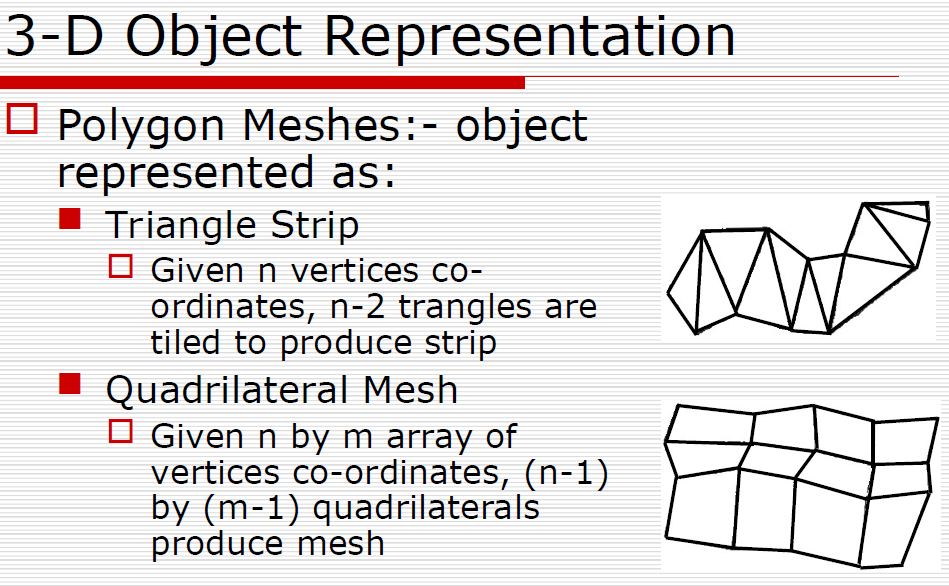 3-D Object Representation
Polygon Meshes:- object
represented as:
Triangle Strip
Given n vertices co-
ordinates, n-2 trangles are
tiled to produce strip
Quadrilateral Mesh
Given n by m array of
vertices co-ordinates, (n-1)
by (m-1) quadrilaterals
produce mesh